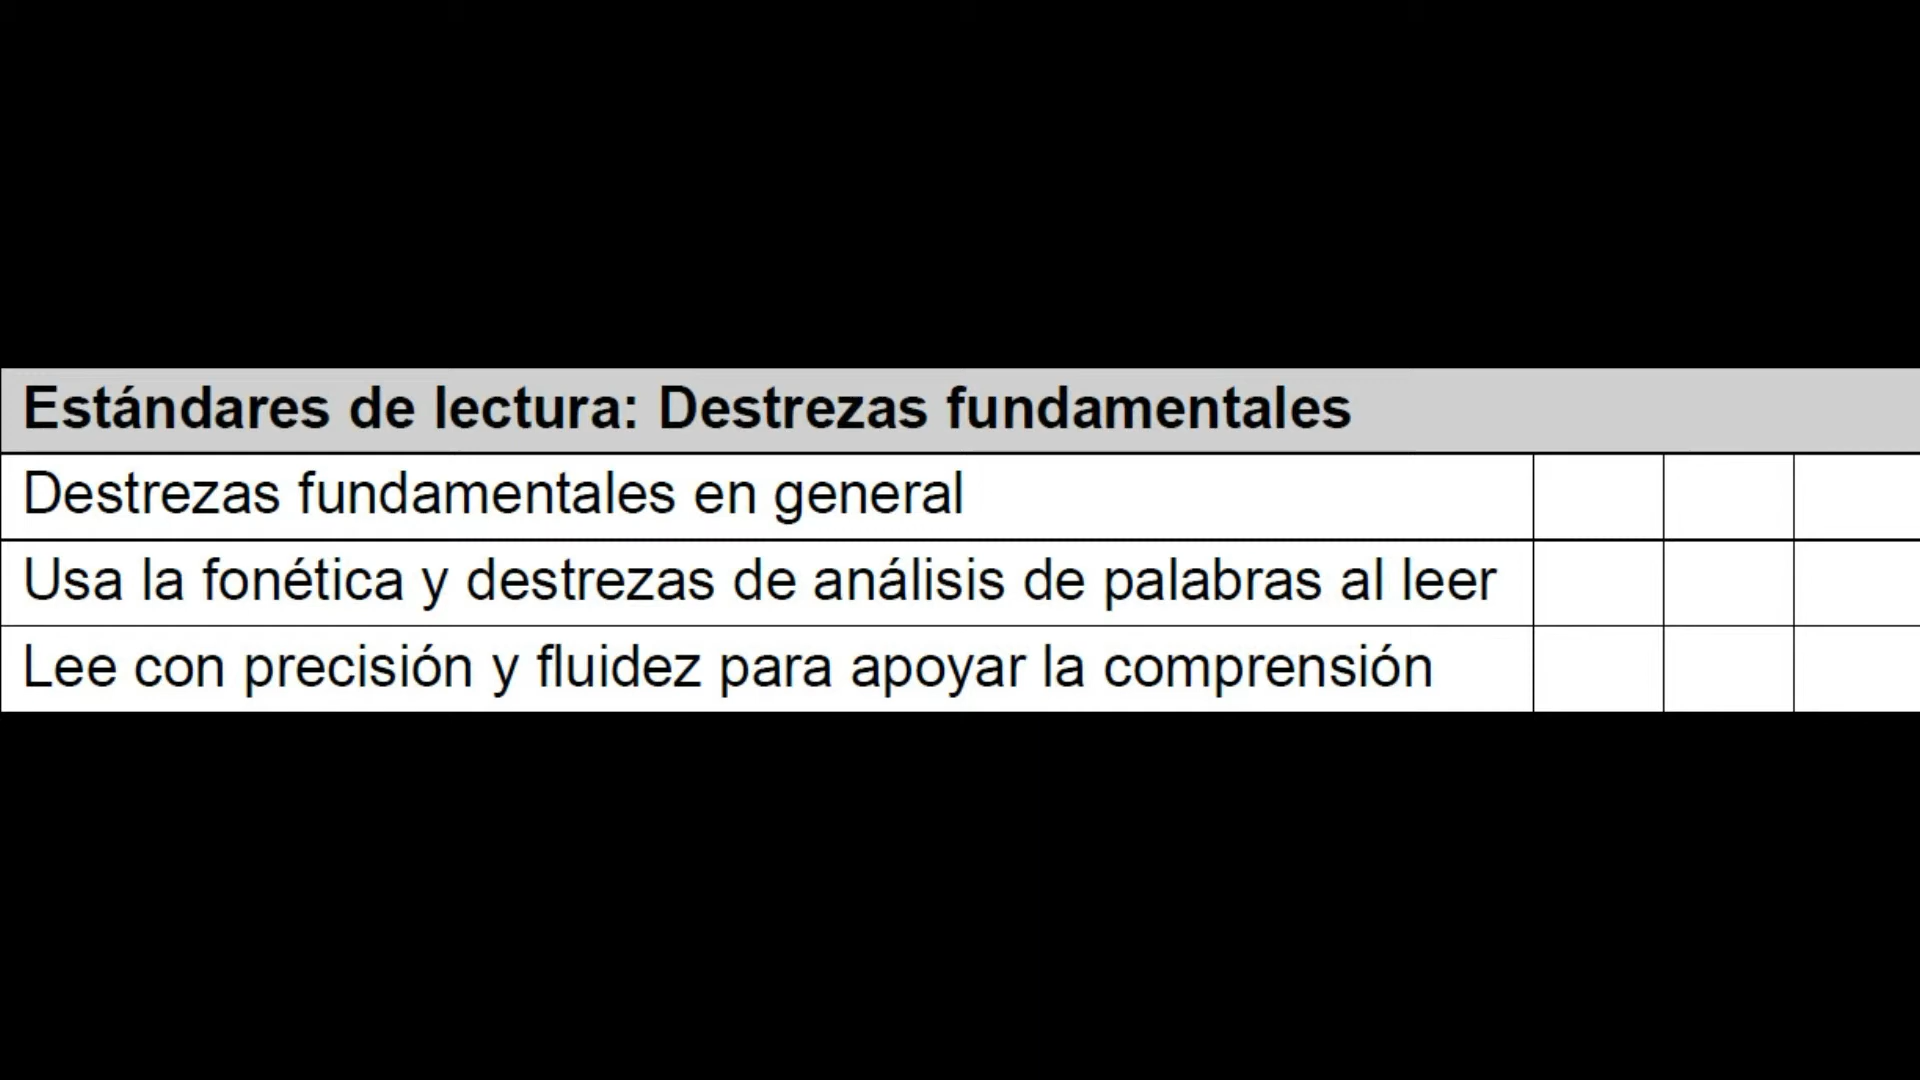 Estándares de lectura: Destrezas fundamentales
Destrezas fundamentales en general
Usa la fonética y destrezas de análisis de palabras al leer
Lee con precisión y fluidez para apoyar la comprensión